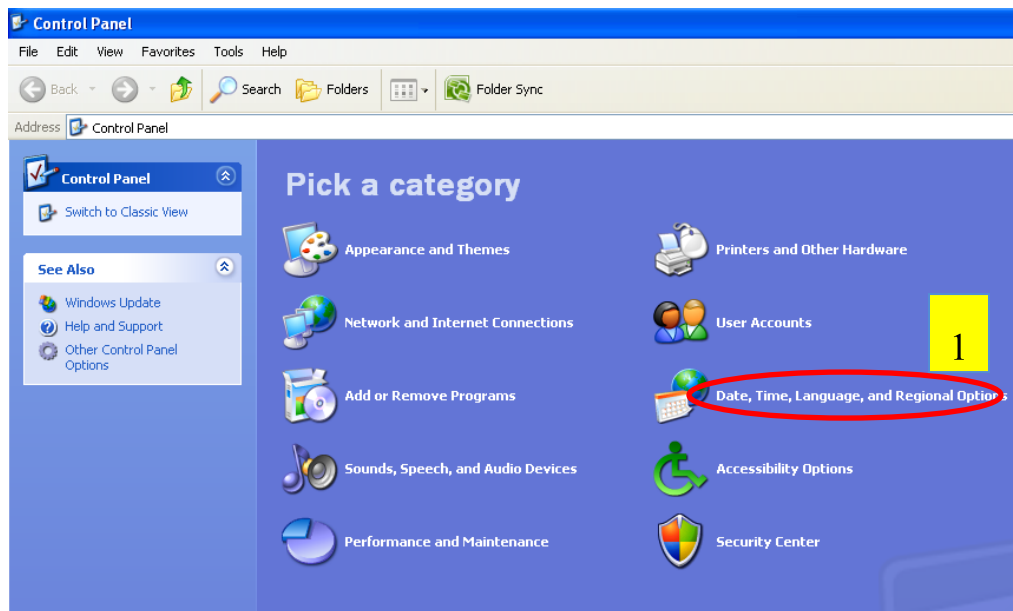 Control Panel
File Edit View Favorites Tools Help
Back Search Folders Folder Sync
Address Control Panel
Control Panel
Switch to Classic View
See Also
Windows Update
Help and Support
Other Control Panel
Options
Pick a category
Appearance and Themes
Printers and Other Hardware
Network and Internet Connections
User Accounts
1
Add or Remove Programs
Date, Time, Language, and Regional Options
Sounds, Speech, and Audio Devices
Accessibility Options
Performance and Maintenance
Security Center